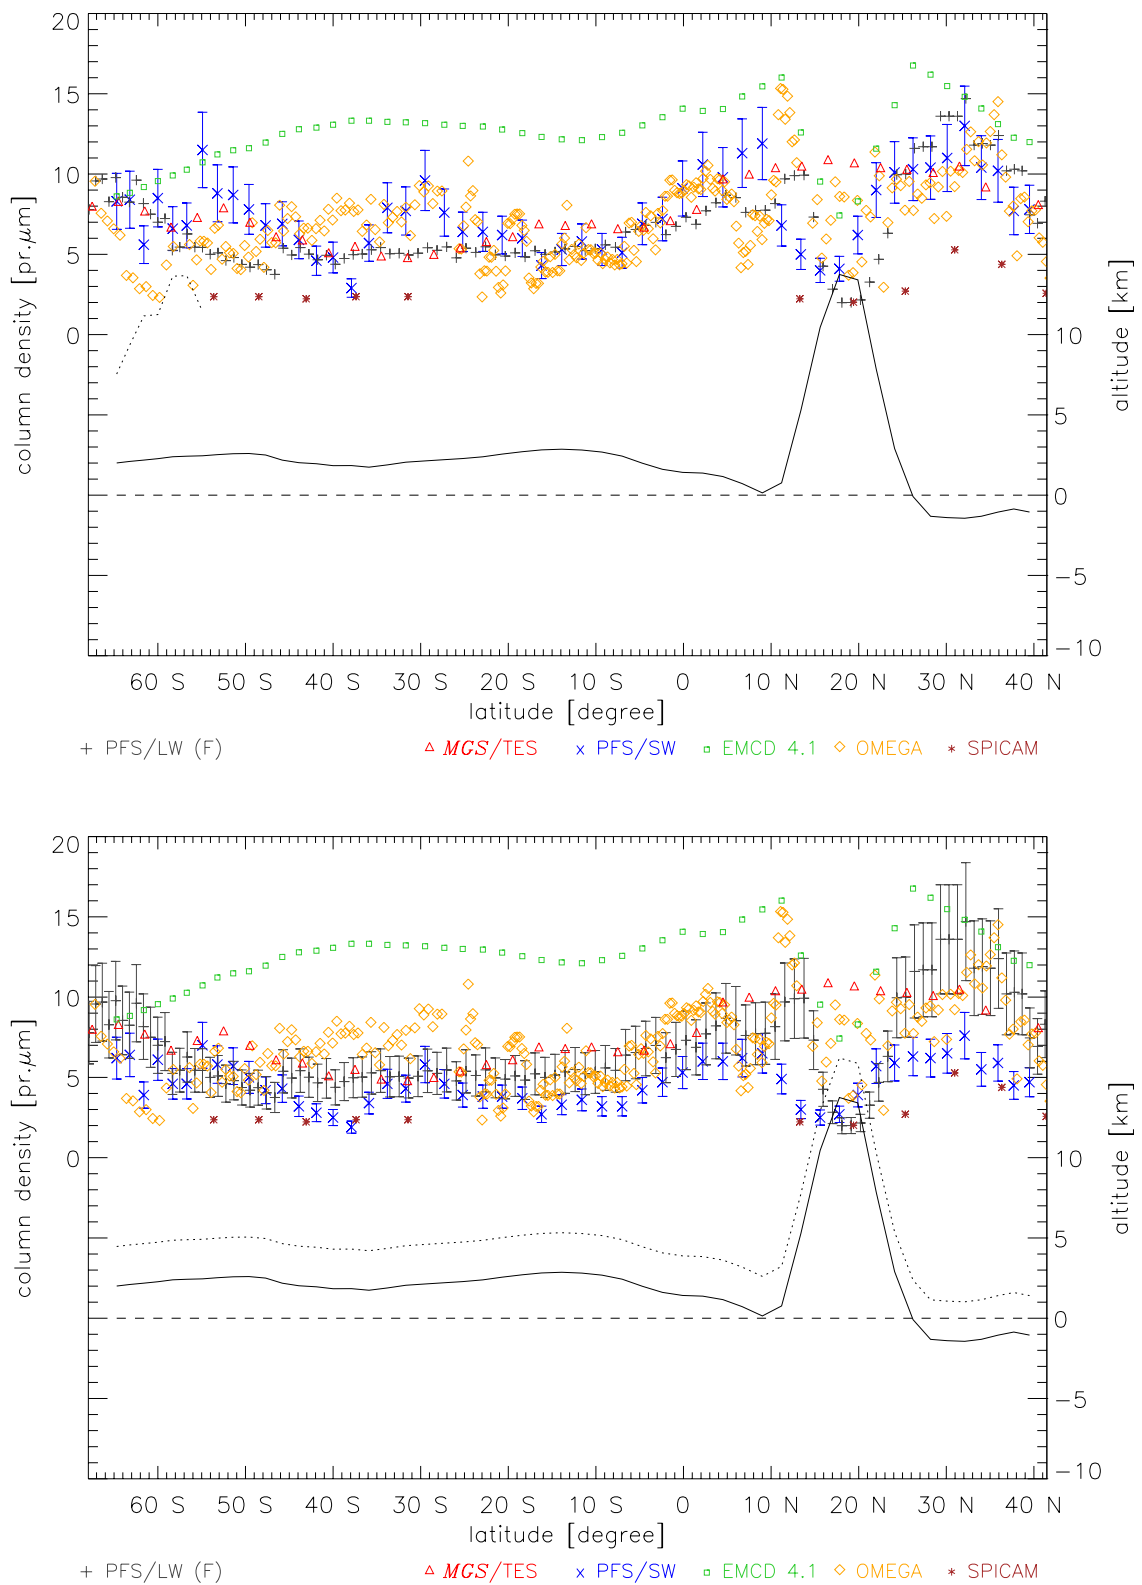 20
15
10
5
0
column density [pr.μm]
10
5
0
−5
−10
altitude [km]
60 S 50 S 40 S 30 S 20 S 10 S 0 10 N 20 N 30 N 40 N
latitude [degree]
+ PFS/LW (F) △ MGS/TES × PFS/SW □ EMCD 4.1 ◇ OMEGA * SPICAM
20
15
10
5
0
column density [pr.μm]
10
5
0
−5
−10
altitude [km]
60 S 50 S 40 S 30 S 20 S 10 S 0 10 N 20 N 30 N 40 N
latitude [degree]
+ PFS/LW (F) △ MGS/TES × PFS/SW □ EMCD 4.1 ◇ OMEGA * SPICAM